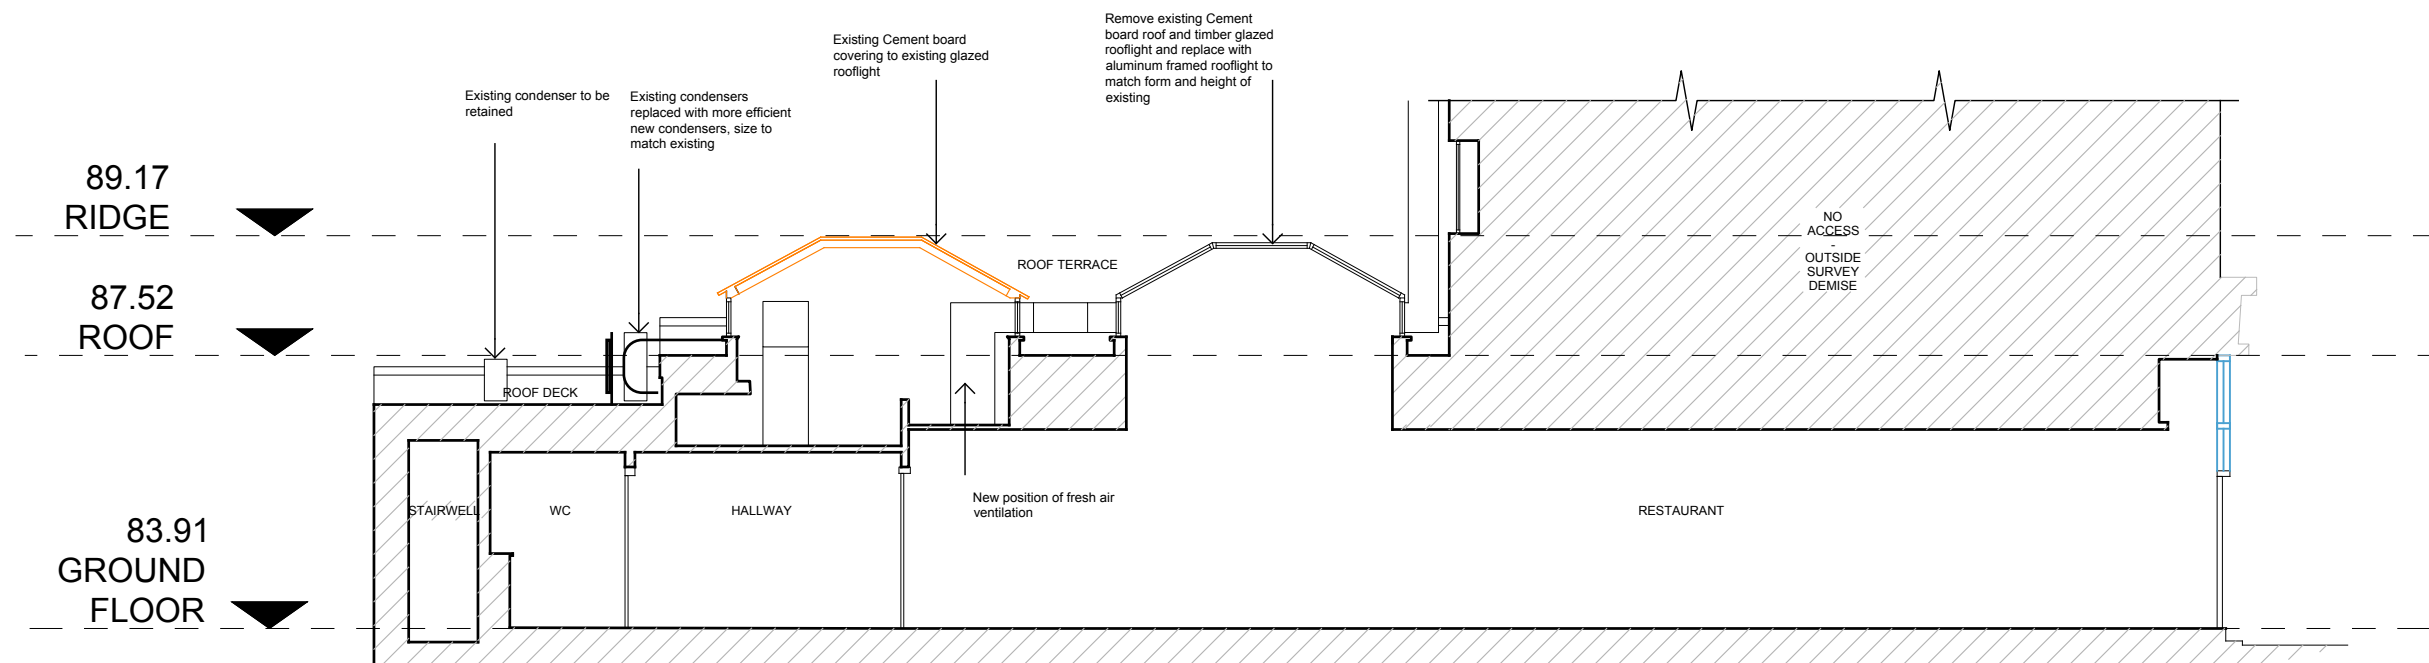 Remove existing Cement
board roof and timber glazed
rooflight and replace with
aluminum framed rooflight to
match form and height of
existing
Existing Cement board
covering to existing glazed
rooflight
Existing condenser to be
retained
Existing condensers
replaced with more efficient
new condensers, size to
match existing
89.17
RIDGE
NO
ACCESS
-
OUTSIDE
SURVEY
DEMISE
ROOF TERRACE
87.52
ROOF
ROOF DECK
New position of fresh air
ventilation
STAIRWELL
WC
HALLWAY
RESTAURANT
83.91
GROUND
FLOOR